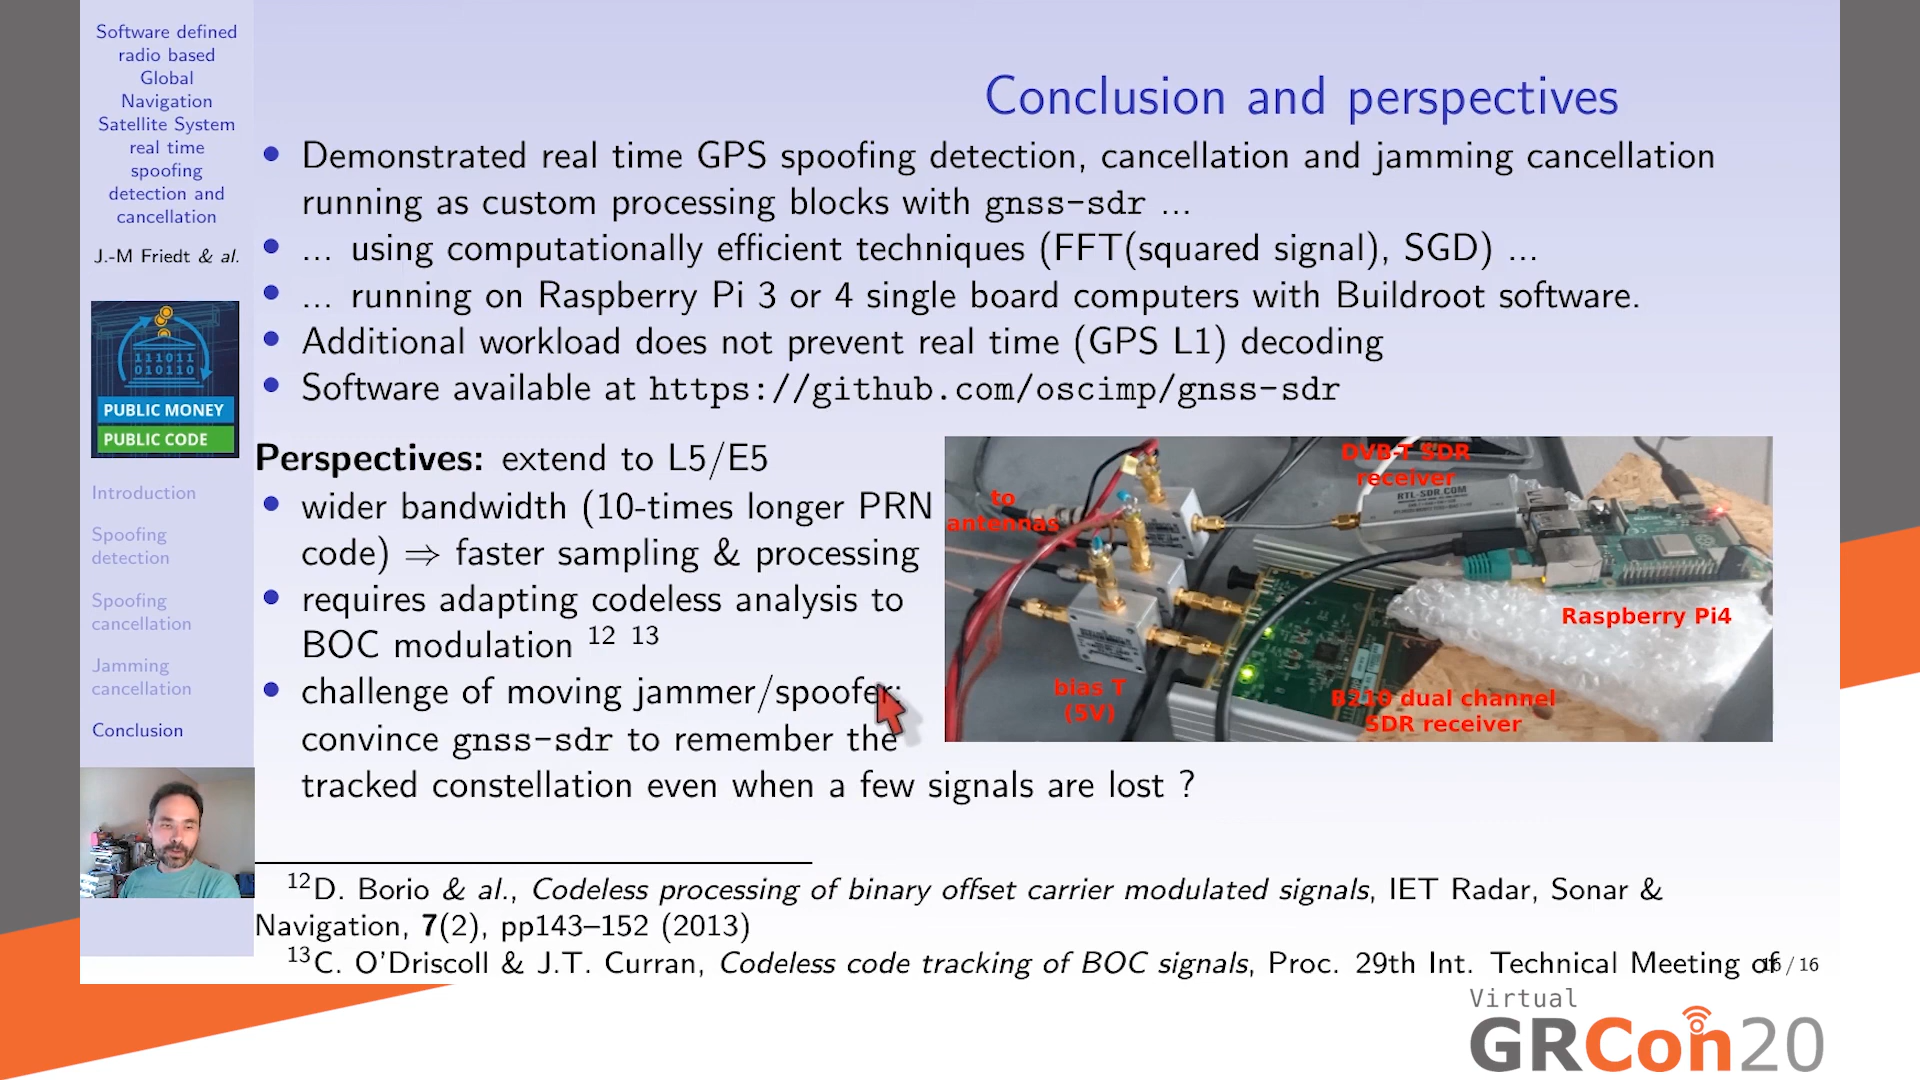 Software defined
radio based
Global
Navigation
Satellite System
real time
spoofing
detection and
cancellation
J.-M Friedt & al.
111011
010110
PUBLIC MONEY
PUBLIC CODE
Introduction
Spoofing
detection
Spoofing
cancellation
Jamming
cancellation
Conclusion
Conclusion and perspectives
• Demonstrated real time GPS spoofing detection, cancellation and jamming cancellation
running as custom processing blocks with gnss-sdr ...
• ... using computationally efficient techniques (FFT(squared signal), SGD) ...
• ... running on Raspberry Pi 3 or 4 single board computers with Buildroot software.
• Additional workload does not prevent real time (GPS L1) decoding
• Software available at https://github.com/oscimp/gnss-sdr
Perspectives: extend to L5/E5
• wider bandwidth (10-times longer PRN
code) ⇒ faster sampling & processing
• requires adapting codeless analysis to
BOC modulation 12 13
• challenge of moving jammer/spoofer:
convince gnss-sdr to remember the
tracked constellation even when a few signals are lost ?
to
antennas
DVB-T SDR
receiver
RTL-SDR.COM
Raspberry Pi4
bias T
(5V)
B210 dual channel
SDR receiver
12D. Borio & al., Codeless processing of binary offset carrier modulated signals, IET Radar, Sonar &
Navigation, 7(2), pp143–152 (2013)
13C. O'Driscoll & J.T. Curran, Codeless code tracking of BOC signals, Proc. 29th Int. Technical Meeting of
16 / 16
Virtual
GRCon20